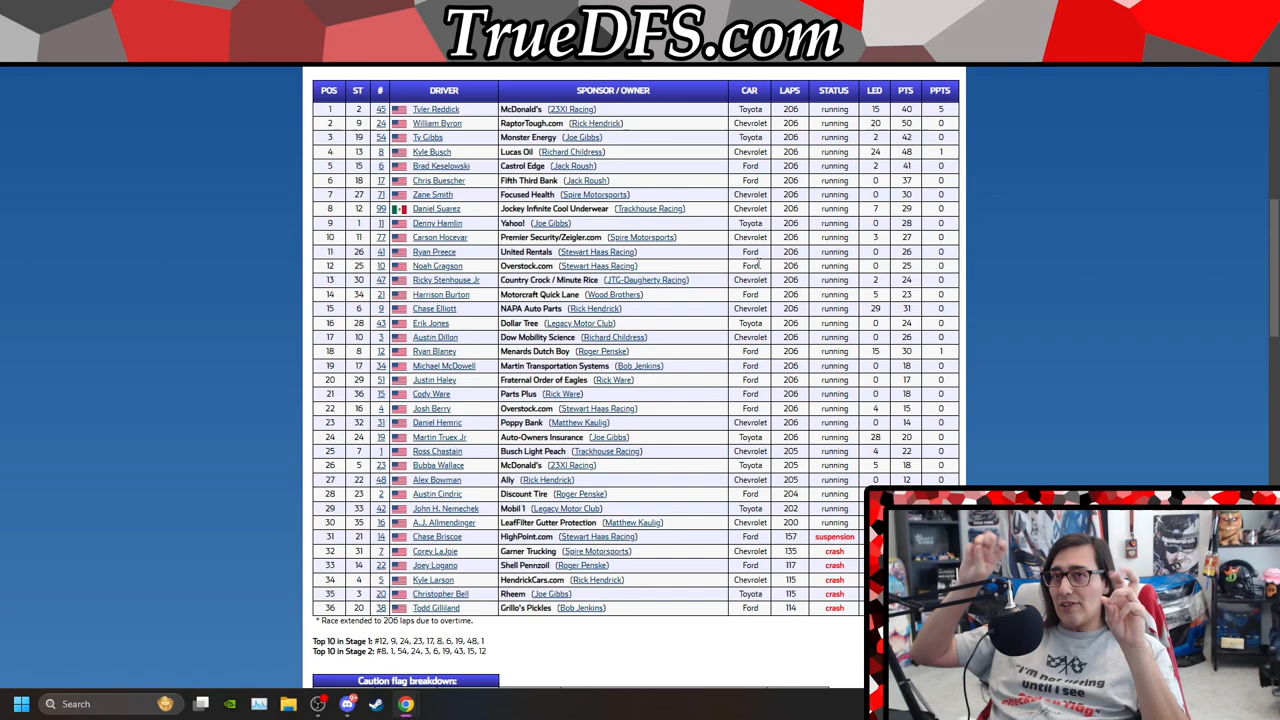 TrueDFS.com
POS ST # DRIVER SPONSOR / OWNER CAR LAPS STATUS LED PTS PPTS
1 2 45 Tyler Reddick McDonald's (23XI Racing) Toyota 206 running 15 40 5
2 9 24 William Byron RaptorTough.com (Rick Hendrick) Chevrolet 206 running 20 50 0
3 19 54 Ty Gibbs Monster Energy (Joe Gibbs) Toyota 206 running 2 42 0
4 13 8 Kyle Busch Lucas Oil (Richard Childress) Chevrolet 206 running 24 48 1
5 15 6 Brad Keselowski Castrol Edge (Jack Roush) Ford 206 running 2 41 0
6 18 17 Chris Buescher Fifth Third Bank (Jack Roush) Ford 206 running 0 37 0
7 27 71 Zane Smith Focused Health (Spire Motorsports) Chevrolet 206 running 0 30 0
8 12 99 Daniel Suarez Jockey Infinite Cool Underwear (Trackhouse Racing) Chevrolet 206 running 7 29 0
9 1 11 Denny Hamlin Yahoo! (Joe Gibbs) Toyota 206 running 0 28 0
10 11 77 Carson Hocevar Premier Security/Zeigler.com (Spire Motorsports) Chevrolet 206 running 3 27 0
11 26 41 Ryan Preece United Rentals (Stewart Haas Racing) Ford 206 running 0 26 0
12 25 10 Noah Gragson Overstock.com (Stewart Haas Racing) Ford 206 running 0 25 0
13 30 47 Ricky Stenhouse Jr Country Crock / Minute Rice (JTG-Daugherty Racing) Chevrolet 206 running 2 24 0
14 34 21 Harrison Burton Motorcraft Quick Lane (Wood Brothers) Ford 206 running 5 23 0
15 6 9 Chase Elliott NAPA Auto Parts (Rick Hendrick) Chevrolet 206 running 29 31 0
16 28 43 Erik Jones Dollar Tree (Legacy Motor Club) Toyota 206 running 0 24 0
17 10 3 Austin Dillon Dow Mobility Science (Richard Childress) Chevrolet 206 running 0 26 0
18 8 12 Ryan Blaney Menards Dutch Boy (Roger Penske) Ford 206 running 15 30 1
19 17 34 Michael McDowell Martin Transportation Systems (Bob Jenkins) Ford 206 running 0 18 0
20 29 51 Justin Haley Fraternal Order of Eagles (Rick Ware) Ford 206 running 0 17 0
21 36 15 Cody Ware Parts Plus (Rick Ware) Ford 206 running 0 18 0
22 16 4 Josh Berry Overstock.com (Stewart Haas Racing) Ford 206 running 4 15 0
23 32 31 Daniel Hemric Poppy Bank (Matthew Kaulig) Chevrolet 206 running 0 14 0
24 24 19 Martin Truex Jr Auto-Owners Insurance (Joe Gibbs) Toyota 206 running 28 20 0
25 7 1 Ross Chastain Busch Light Peach (Trackhouse Racing) Chevrolet 205 running 4 22 0
26 5 23 Bubba Wallace McDonald's (23XI Racing) Toyota 205 running 5 18 0
27 22 48 Alex Bowman Ally (Rick Hendrick) Chevrolet 205 running 0 12 0
28 23 2 Austin Cindric Discount Tire (Roger Penske) Ford 204 running
29 33 42 John H. Nemechek Mobil 1 (Legacy Motor Club) Toyota 202 running
30 35 16 A.J. Allmendinger LeafFilter Gutter Protection (Matthew Kaulig) Chevrolet 200 running
31 21 14 Chase Briscoe HighPoint.com (Stewart Haas Racing) Ford 157 suspension
32 31 7 Corey LaJoie Garner Trucking (Spire Motorsports) Chevrolet 135 crash
33 14 22 Joey Logano Shell Pennzoil (Roger Penske) Ford 117 crash
34 4 5 Kyle Larson HendrickCars.com (Rick Hendrick) Chevrolet 115 crash
35 3 20 Christopher Bell Rheem (Joe Gibbs) Toyota 115 crash
36 20 38 Todd Gilliland Grillo's Pickles (Bob Jenkins) Ford 114 crash
* Race extended to 206 laps due to overtime.
Top 10 in Stage 1: #12, 9, 24, 23, 17, 8, 6, 19, 48, 1
Top 10 in Stage 2: #8, 1, 54, 24, 3, 6, 19, 43, 15, 12
Caution flag breakdown:
Search
"I'm not
until I see